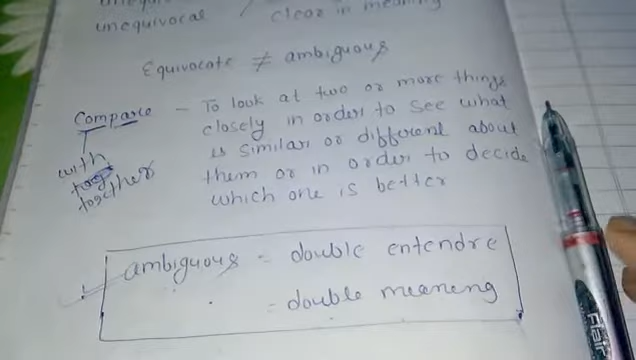 unequivocal / clear in meaning
Equivocate ≠ ambiguous
Compare - To look at two or more things
closely in order to see what
is similar or different about
with
them or in order to decide
together
which one is better
ambiguous = double entendre
= double meaneng
Flair